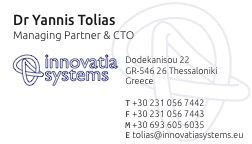 Dr Yannis Tolias
Managing Partner & CTO
innovatia
systems
Dodekanisou 22
GR-546 26 Thessaloniki
Greece
T +30 231 056 7442
F +30 231 056 7443
M +30 693 605 6035
E tolias@innovatiasystems.eu